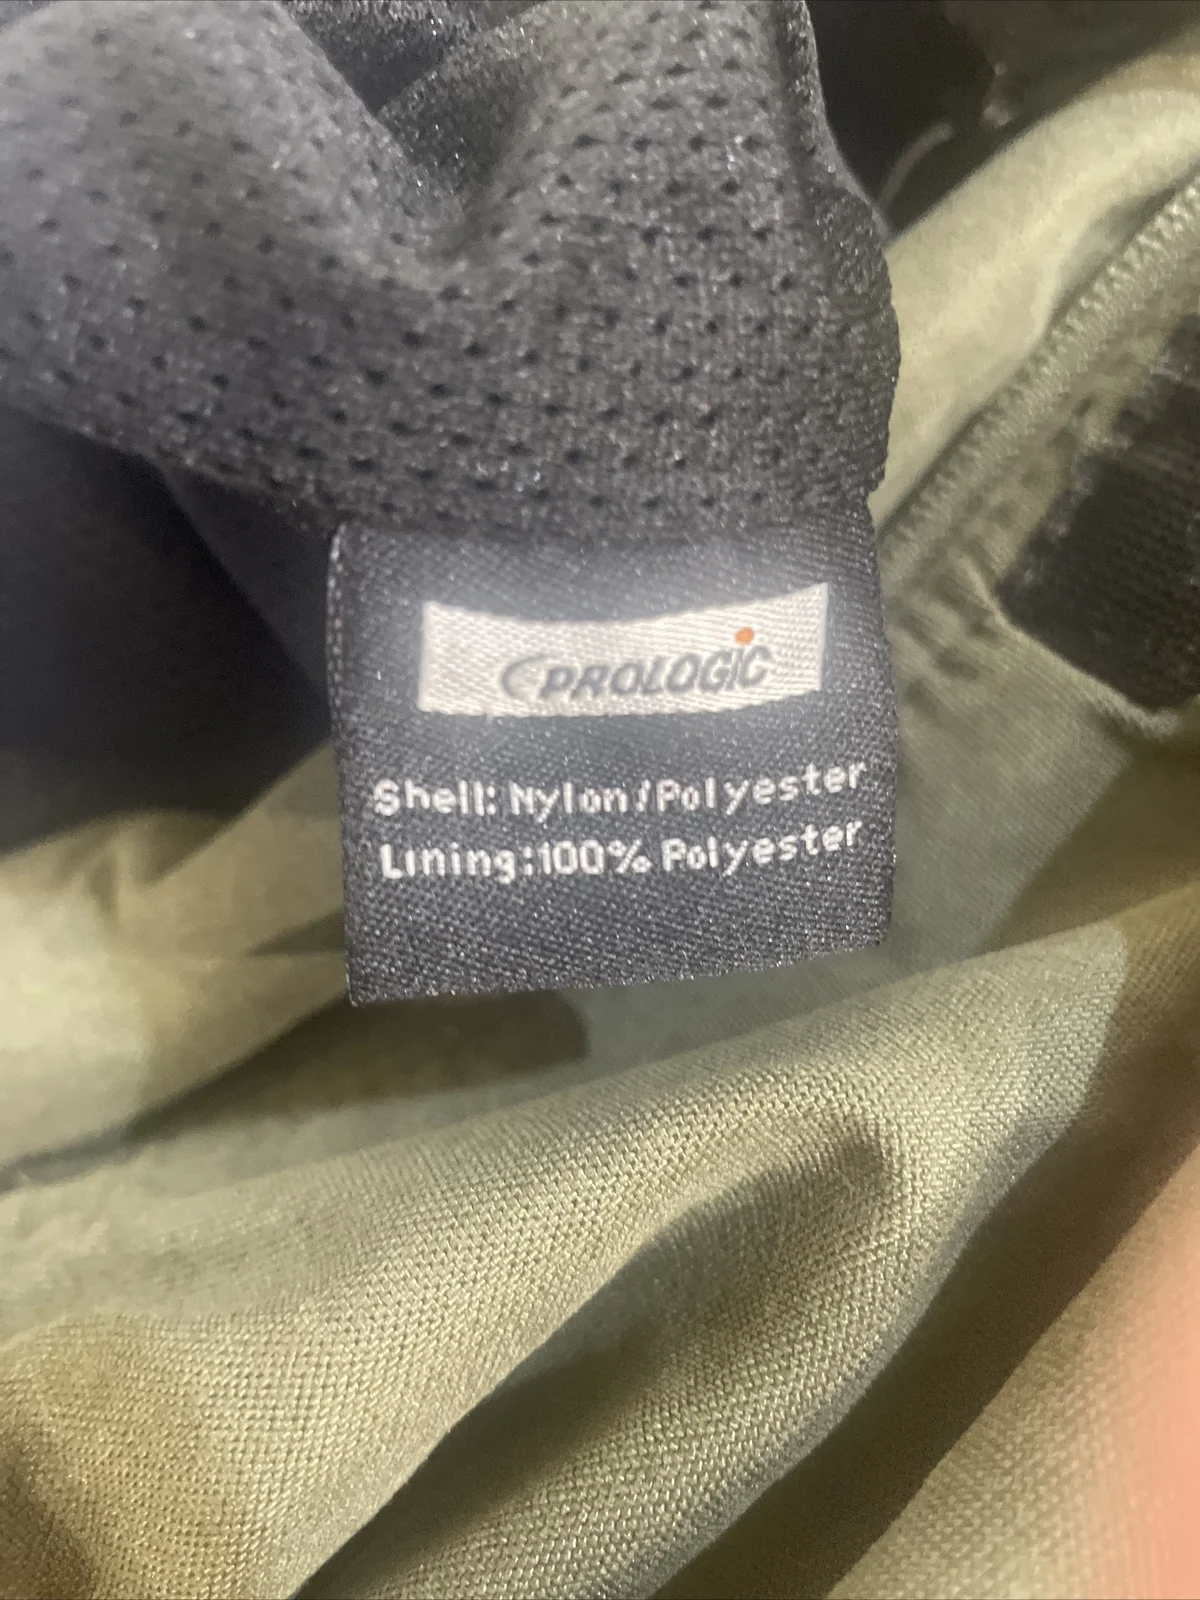 PROLOGIC
Shell: Nylon/Polyester
Lining:100% Polyester